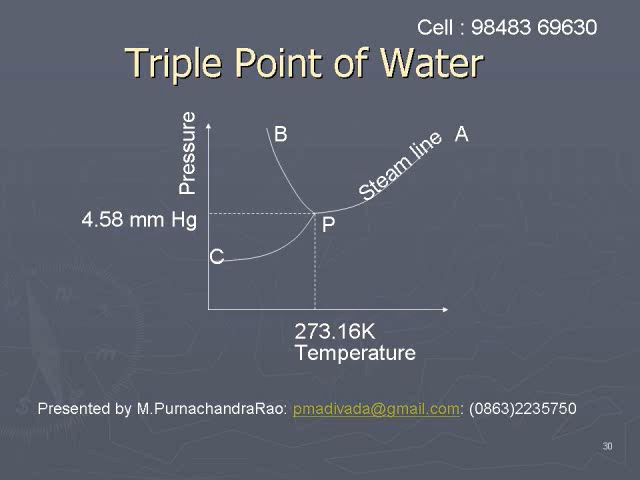 Cell : 98483 69630
Triple Point of Water
Pressure
B
A
Steam line
4.58 mm Hg
P
C
273.16K
Temperature
Presented by M.PurnachandraRao: pmadivada@gmail.com: (0863)2235750
30